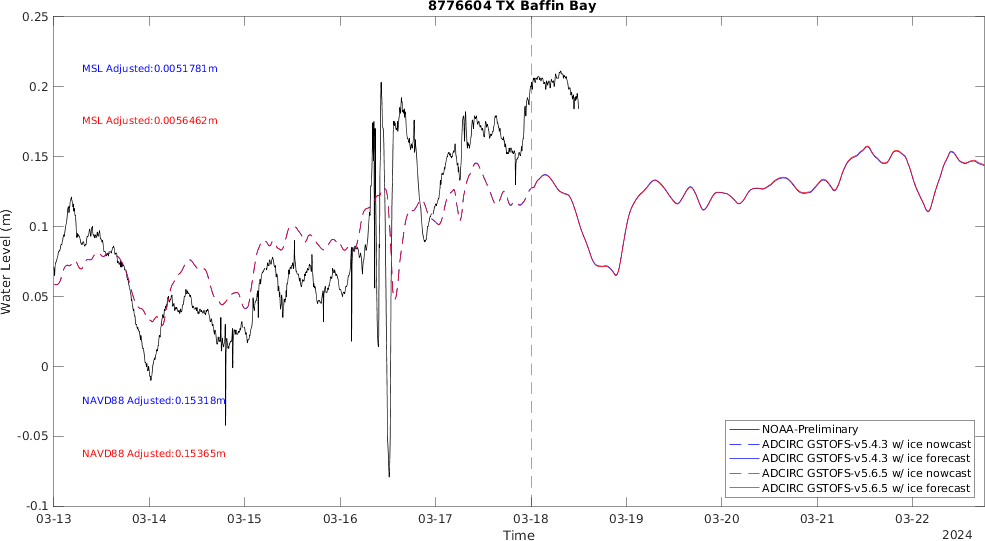 8776604 TX Baffin Bay
0.25
0.2
0.15
0.1
0.05
0
-0.05
-0.1
Water Level (m)
MSL Adjusted:0.0051781m
MSL Adjusted:0.0056462m
NAVD88 Adjusted:0.15318m
NAVD88 Adjusted:0.15365m
NOAA-Preliminary
ADCIRC GSTOFS-v5.4.3 w/ ice nowcast
ADCIRC GSTOFS-v5.4.3 w/ ice forecast
ADCIRC GSTOFS-v5.6.5 w/ ice nowcast
ADCIRC GSTOFS-v5.6.5 w/ ice forecast
03-13 03-14 03-15 03-16 03-17 03-18 03-19 03-20 03-21 03-22
Time
2024